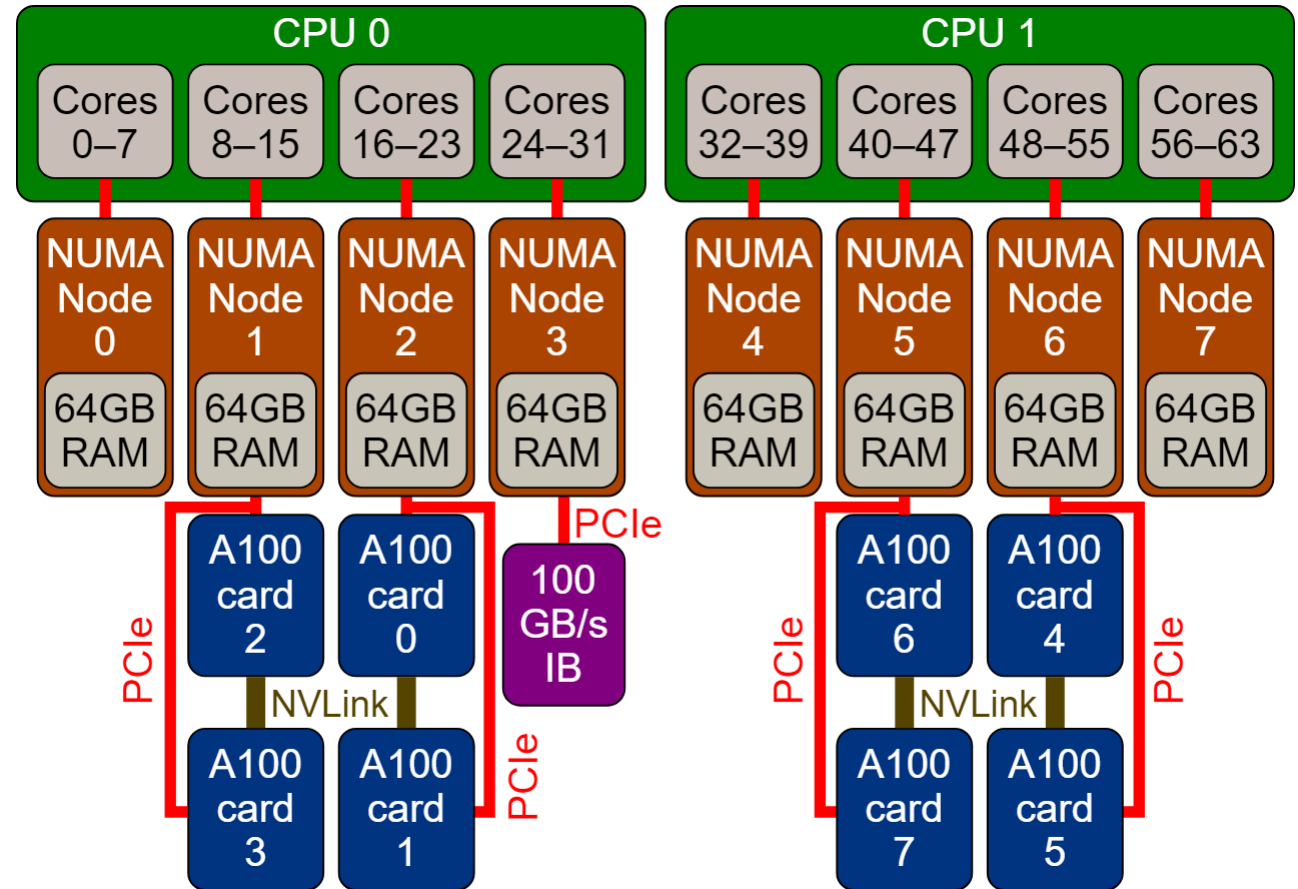 CPU 0
Cores
0–7
Cores
8–15
Cores
16–23
Cores
24–31
NUMA
Node
0
64GB
RAM
NUMA
Node
1
64GB
RAM
NUMA
Node
2
64GB
RAM
NUMA
Node
3
64GB
RAM
PCIe
A100
card
2
A100
card
0
PCIe
100
GB/s
IB
NVLink
A100
card
3
A100
card
1
PCIe
CPU 1
Cores
32–39
Cores
40–47
Cores
48–55
Cores
56–63
NUMA
Node
4
64GB
RAM
NUMA
Node
5
64GB
RAM
NUMA
Node
6
64GB
RAM
NUMA
Node
7
64GB
RAM
PCIe
A100
card
6
A100
card
4
PCIe
NVLink
A100
card
7
A100
card
5